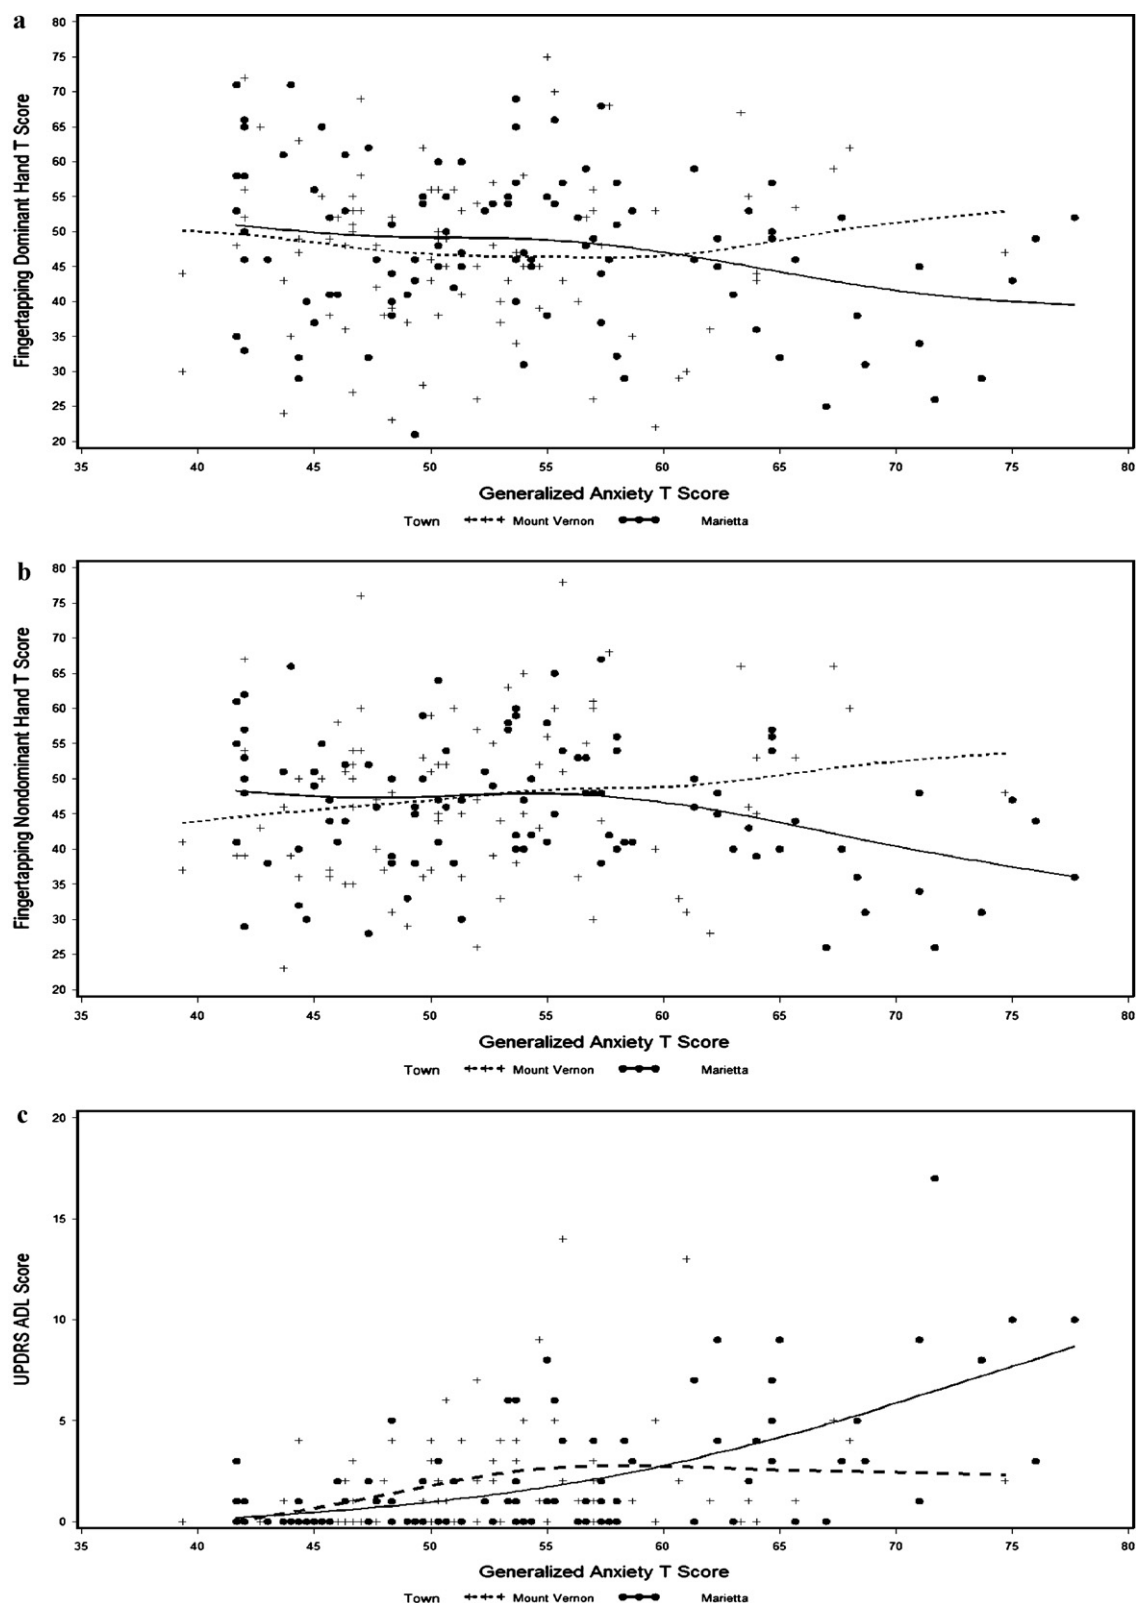 a
Fingertapping Dominant Hand T Score
80
75
70
65
60
55
50
45
40
35
30
25
20
35 40 45 50 55 60 65 70 75 80
Generalized Anxiety T Score
Town Mount Vernon Marietta
b
Fingertapping Nondominant Hand T Score
80
75
70
65
60
55
50
45
40
35
30
25
20
35 40 45 50 55 60 65 70 75 80
Generalized Anxiety T Score
Town Mount Vernon Marietta
c
UPDRS ADL Score
20
15
10
5
0
35 40 45 50 55 60 65 70 75 80
Generalized Anxiety T Score
Town Mount Vernon Marietta